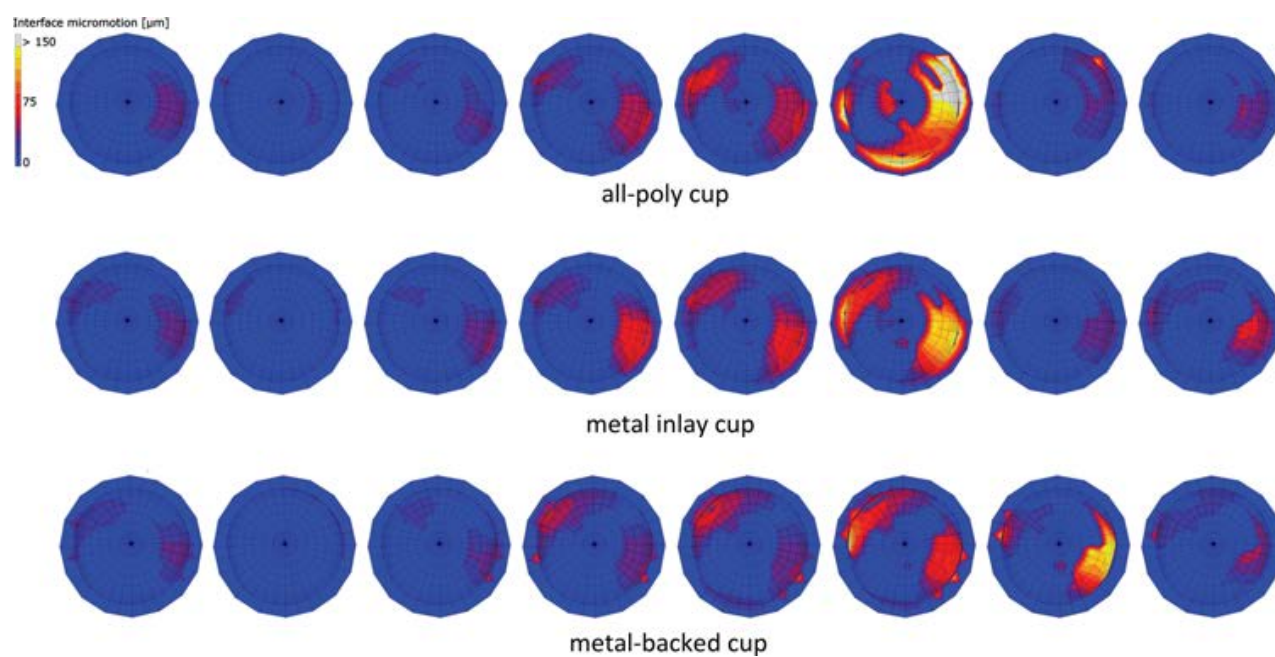 Interface micromotion [µm]
> 150
75
0
all-poly cup
metal inlay cup
metal-backed cup